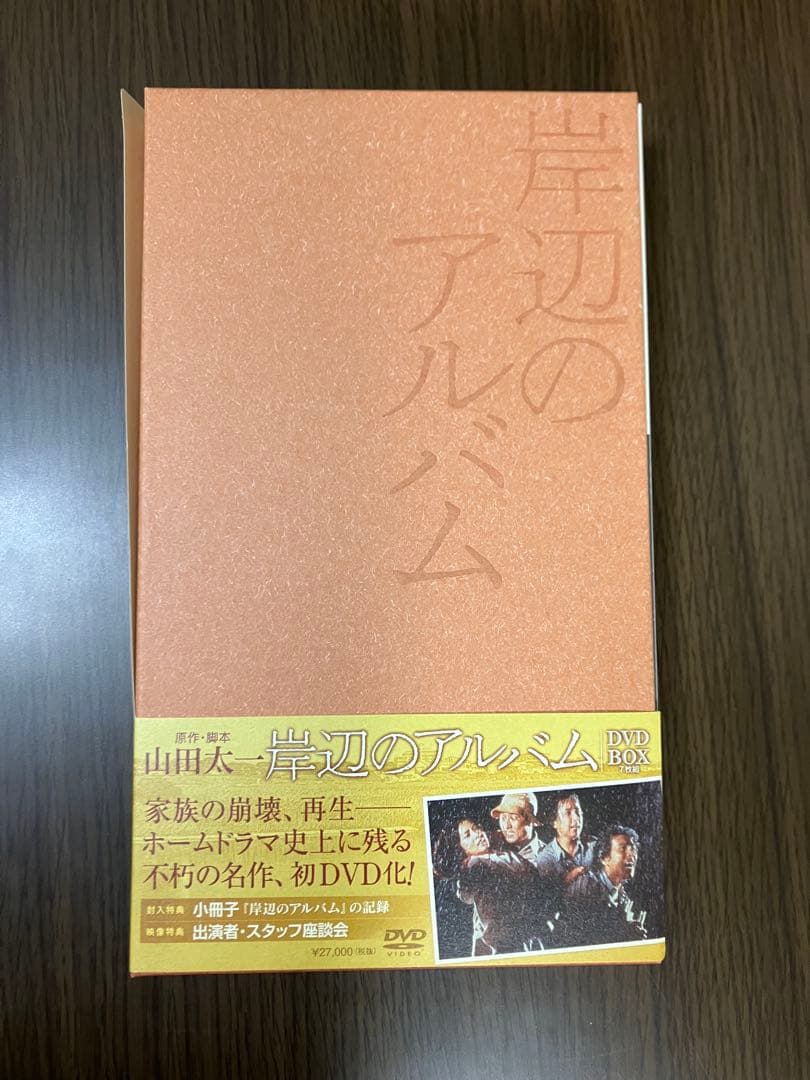 岸辺の
アルバム
原作・脚本
山田太一 岸辺のアルバム DVD BOX 7枚組
家族の崩壊、再生――
ホームドラマ史上に残る
不朽の名作、初DVD化!
封入特典 小冊子『岸辺のアルバム』の記録
映像特典 出演者・スタッフ座談会
¥27,000(税抜)
DVD VIDEO